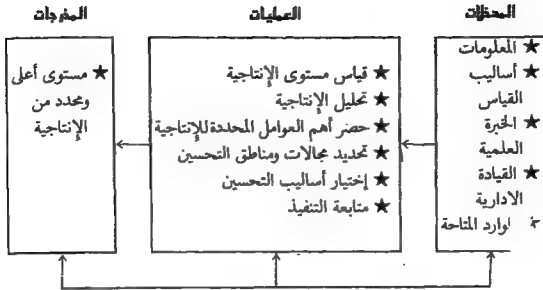 المدخلات
★ المعلومات
★ أساليب
القياس
★ الخبرة
العلمية
★ القيادة
الادارية
وارد المتاحة
العمليات
★ قياس مستوى الإنتاجية
★ تحليل الإنتاجية
★ حصر أهم العوامل المحددة للإنتاجية
★ تحديد مجالات ومناطق التحسين
★ إختيار أساليب التحسين
★ متابعة التنفيذ
المخرجات
★ مستوى أعلى
ومحدد من
الإنتاجية